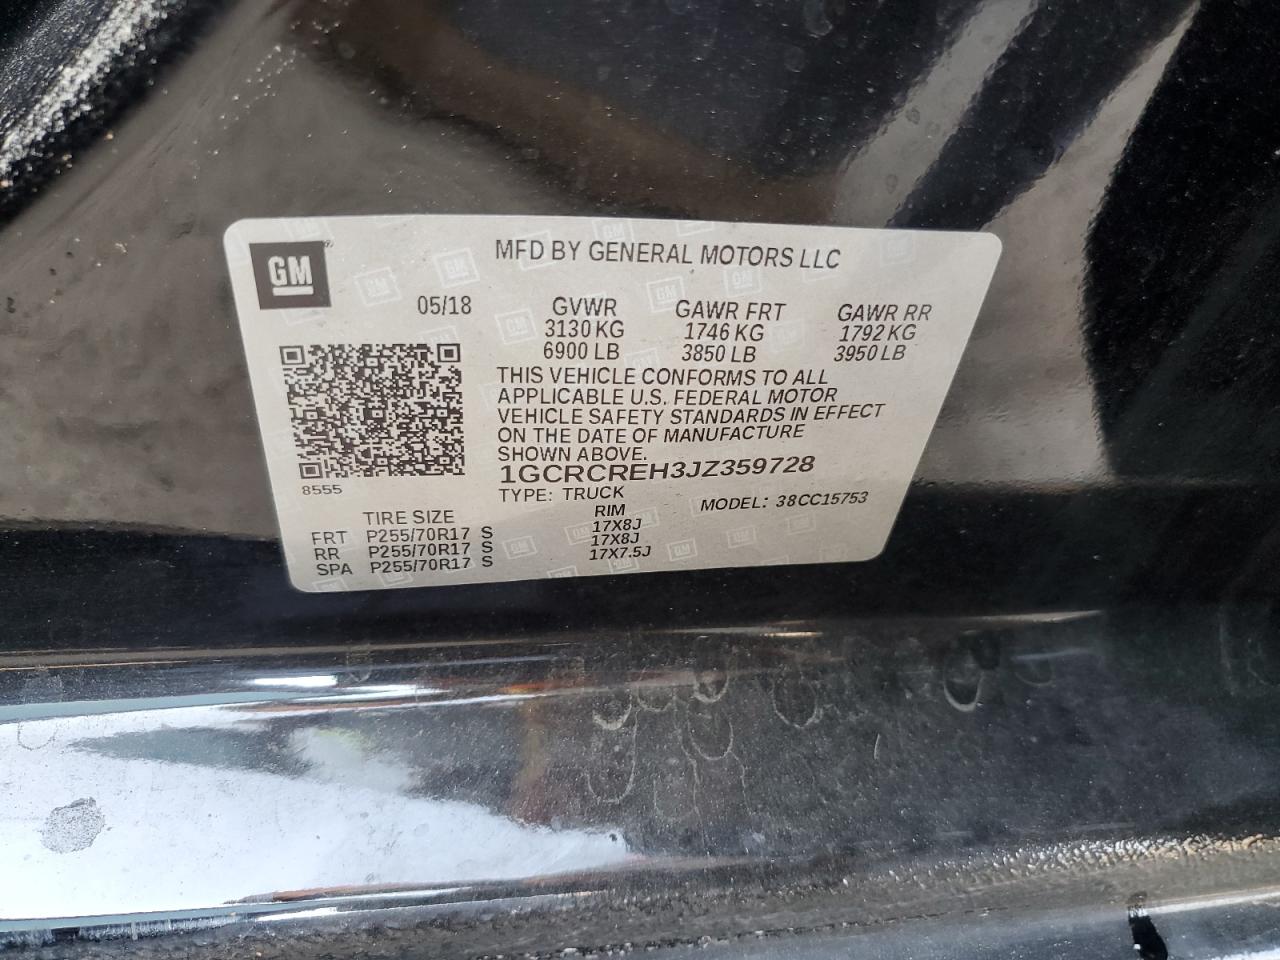 GM
MFD BY GENERAL MOTORS LLC
05/18 GVWR GAWR FRT GAWR RR
3130 KG 1746 KG 1792 KG
6900 LB 3850 LB 3950 LB
THIS VEHICLE CONFORMS TO ALL
APPLICABLE U.S. FEDERAL MOTOR
VEHICLE SAFETY STANDARDS IN EFFECT
ON THE DATE OF MANUFACTURE
SHOWN ABOVE.
8555
1GCRCREH3JZ359728
TYPE: TRUCK MODEL: 38CC15753
TIRE SIZE RIM
FRT P255/70R17 S 17X8J
RR P255/70R17 S 17X8J
SPA P255/70R17 S 17X7.5J